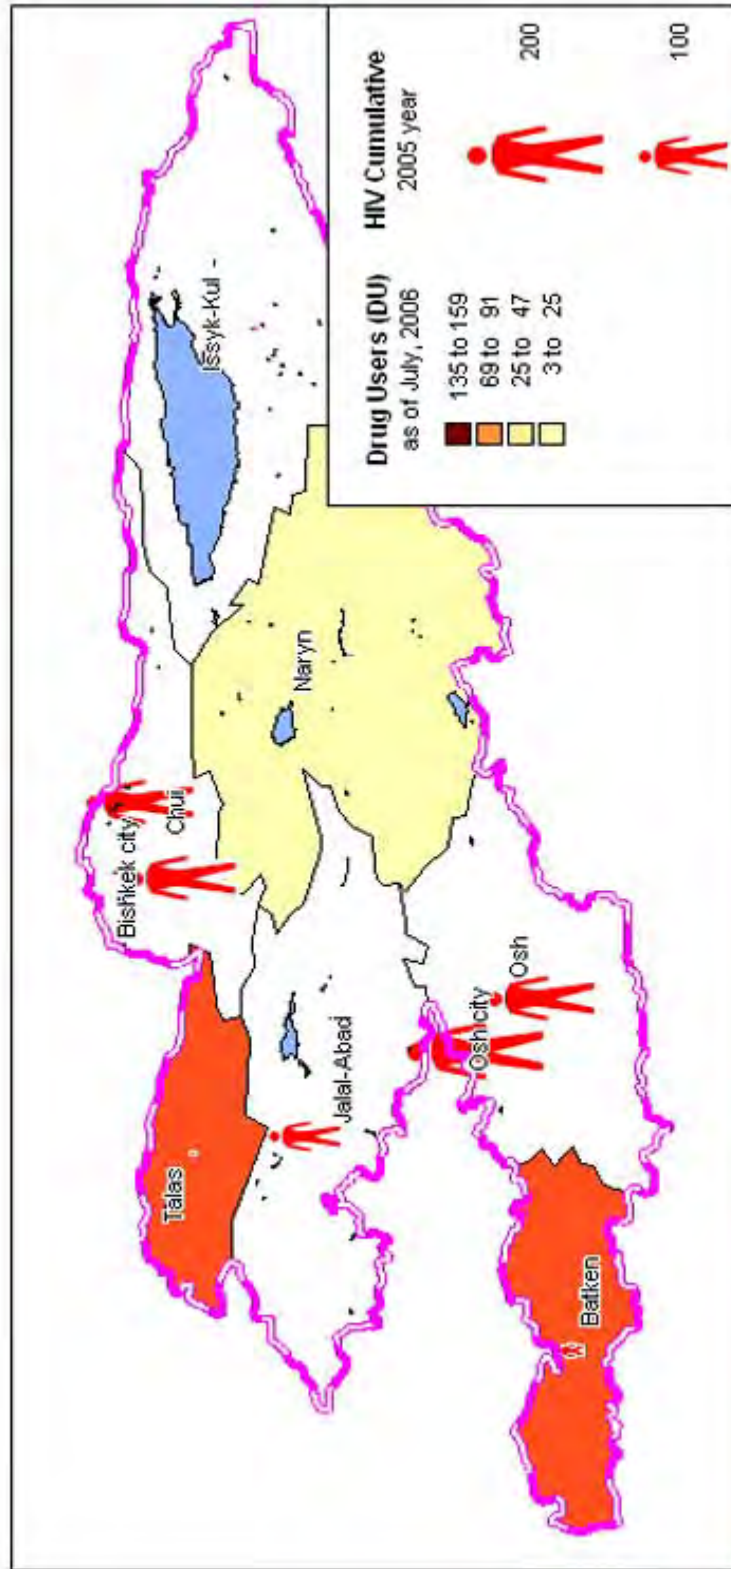 Talas
Bishkek city
Chui
Issyk-Kul -
Naryn
Jalal-Abad
Osh city
Osh
Batken
Drug Users (DU)
as of July, 2006
135 to 159
69 to 91
25 to 47
3 to 25
HIV Cumulative
2005 year
200
100